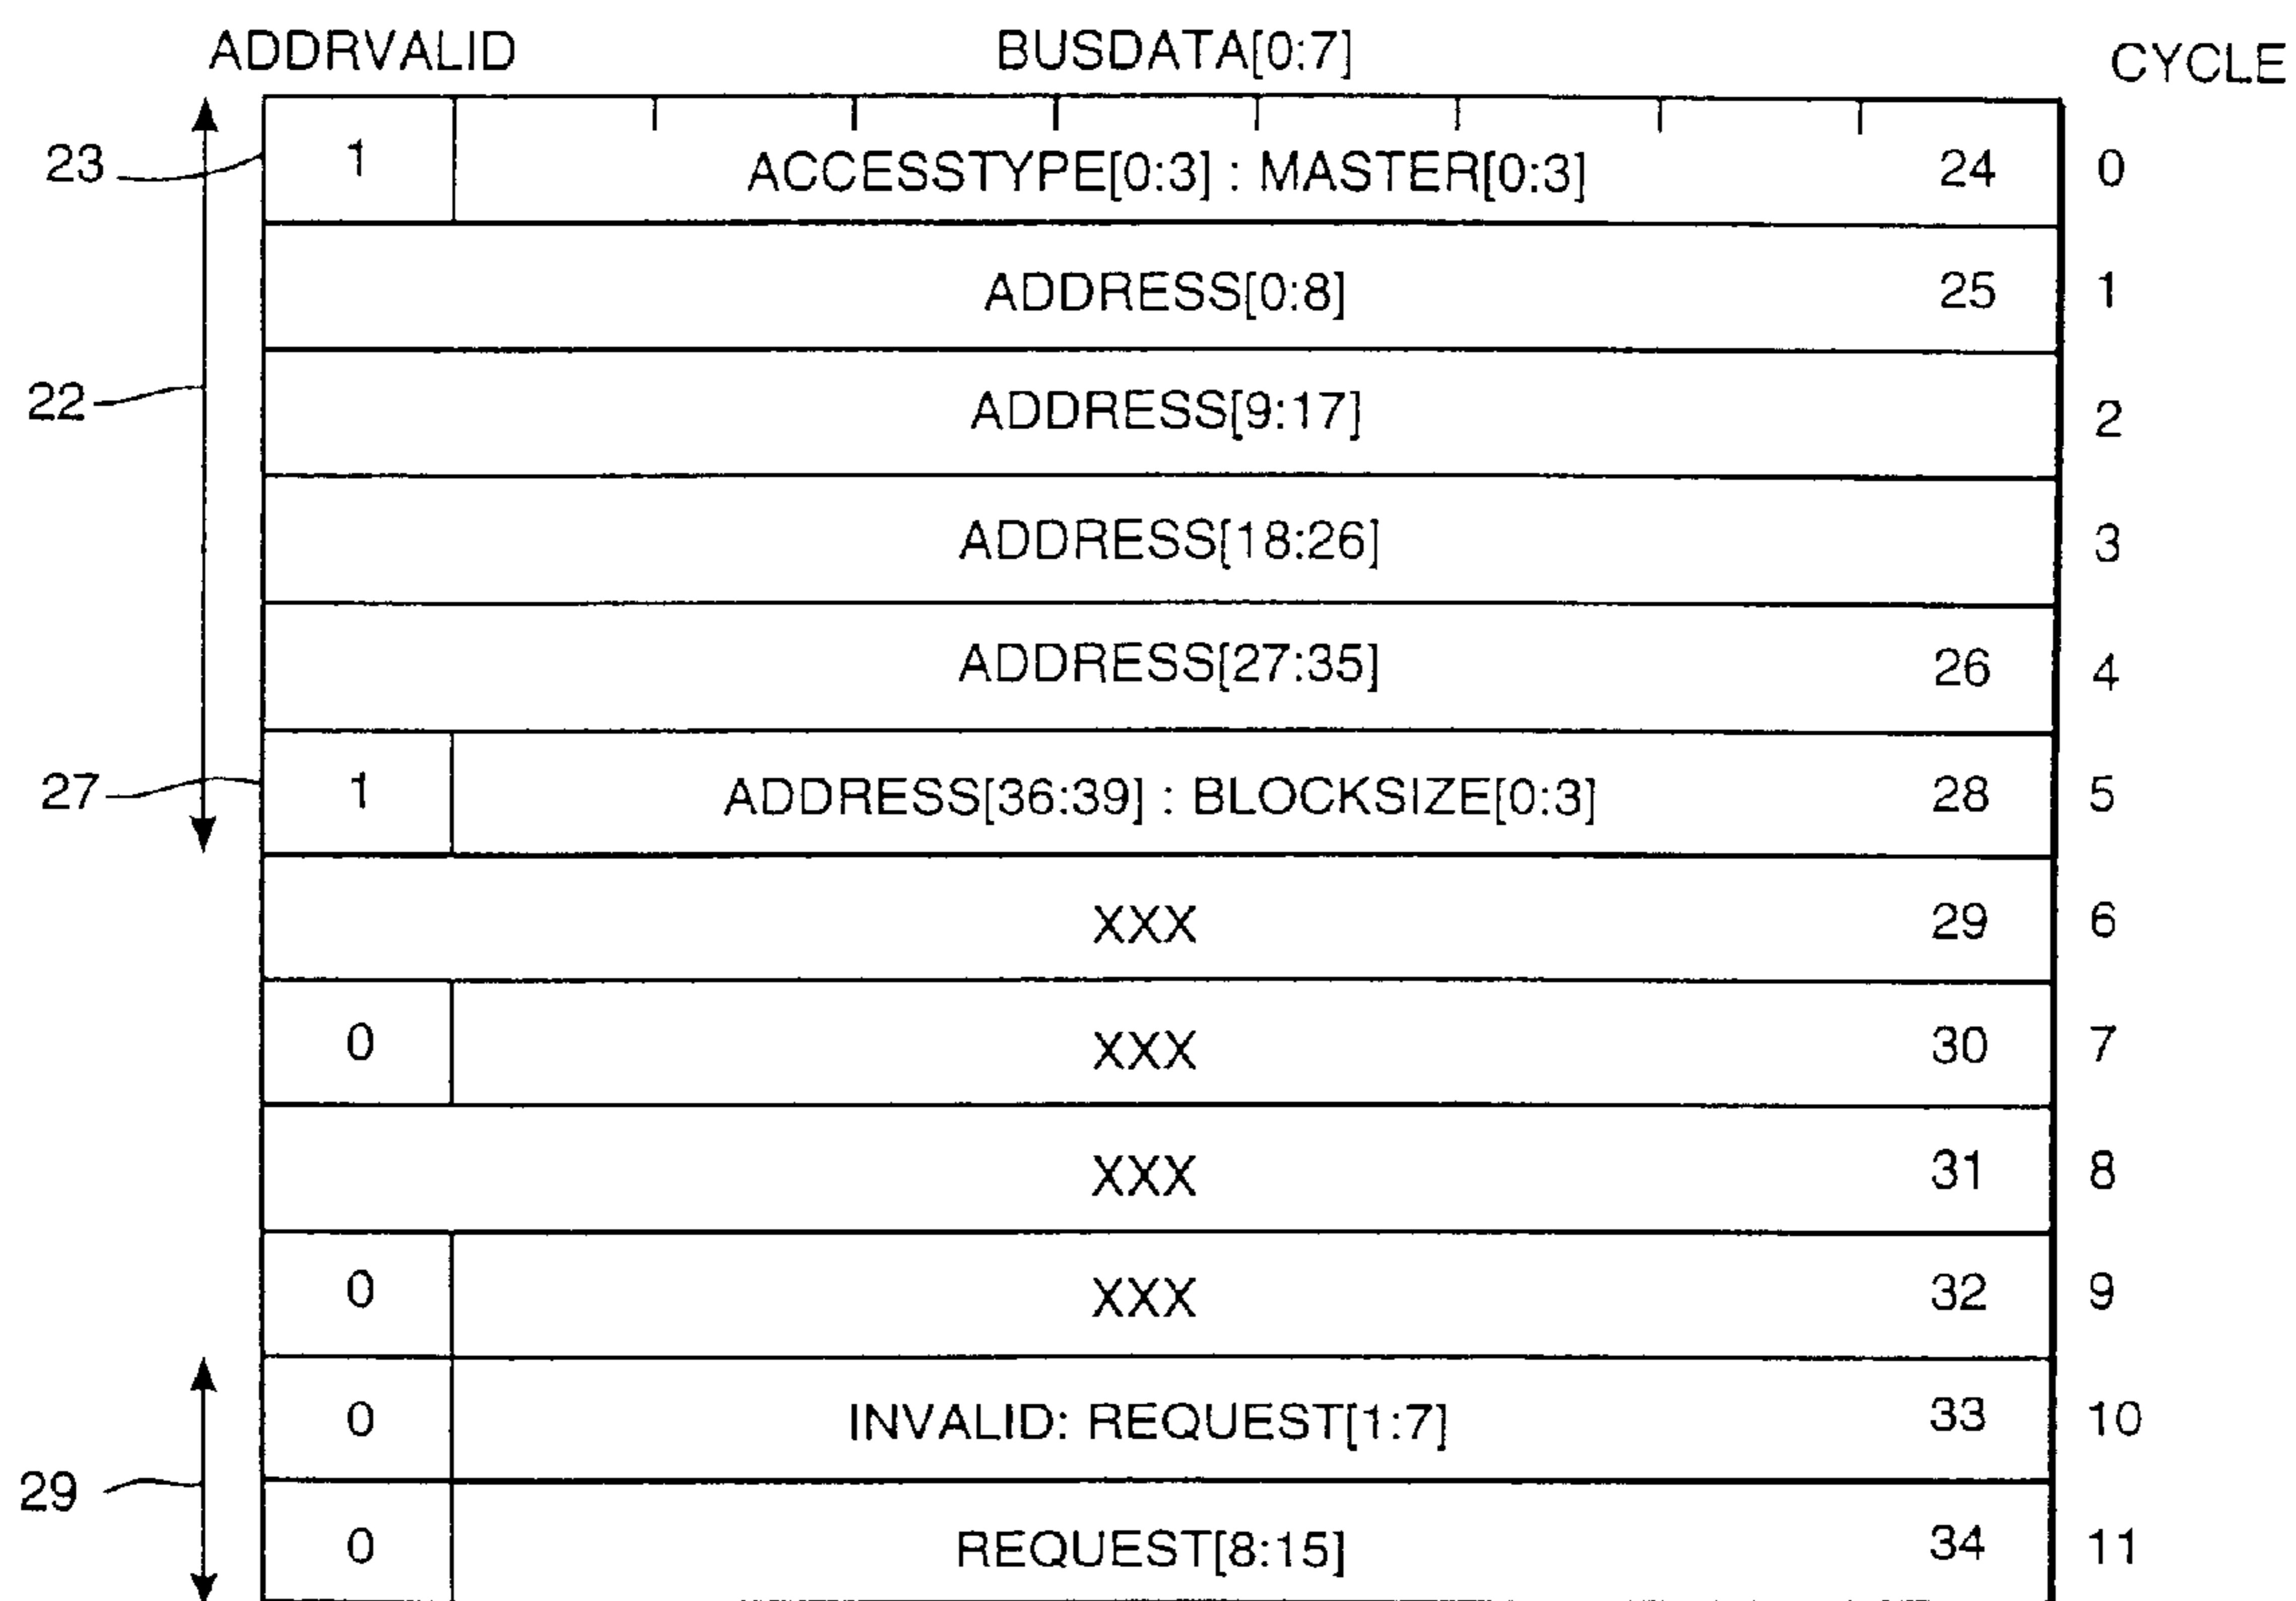 ADDRVALID BUSDATA[0:7] CYCLE
23 1 ACCESSTYPE[0:3] : MASTER[0:3] 24 0
ADDRESS[0:8] 25 1
22 ADDRESS[9:17] 2
ADDRESS[18:26] 3
ADDRESS[27:35] 26 4
27 1 ADDRESS[36:39] : BLOCKSIZE[0:3] 28 5
XXX 29 6
0 XXX 30 7
XXX 31 8
0 XXX 32 9
0 INVALID: REQUEST[1:7] 33 10
29 0 REQUEST[8:15] 34 11